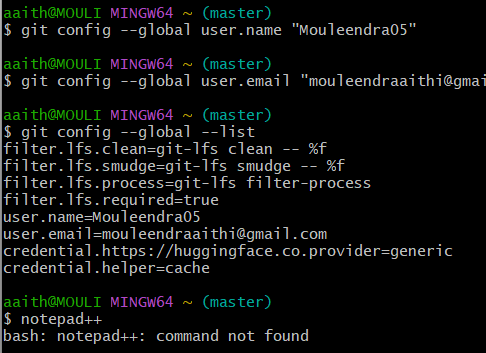 aaith@MOULI MINGW64 ~ (master)
$ git config --global user.name "Mouleendra05"

aaith@MOULI MINGW64 ~ (master)
$ git config --global user.email "mouleendraaithi@gmai

aaith@MOULI MINGW64 ~ (master)
$ git config --global --list
filter.lfs.clean=git-lfs clean -- %f
filter.lfs.smudge=git-lfs smudge -- %f
filter.lfs.process=git-lfs filter-process
filter.lfs.required=true
user.name=Mouleendra05
user.email=mouleendraaithi@gmail.com
credential.https://huggingface.co.provider=generic
credential.helper=cache

aaith@MOULI MINGW64 ~ (master)
$ notepad++
bash: notepad++: command not found